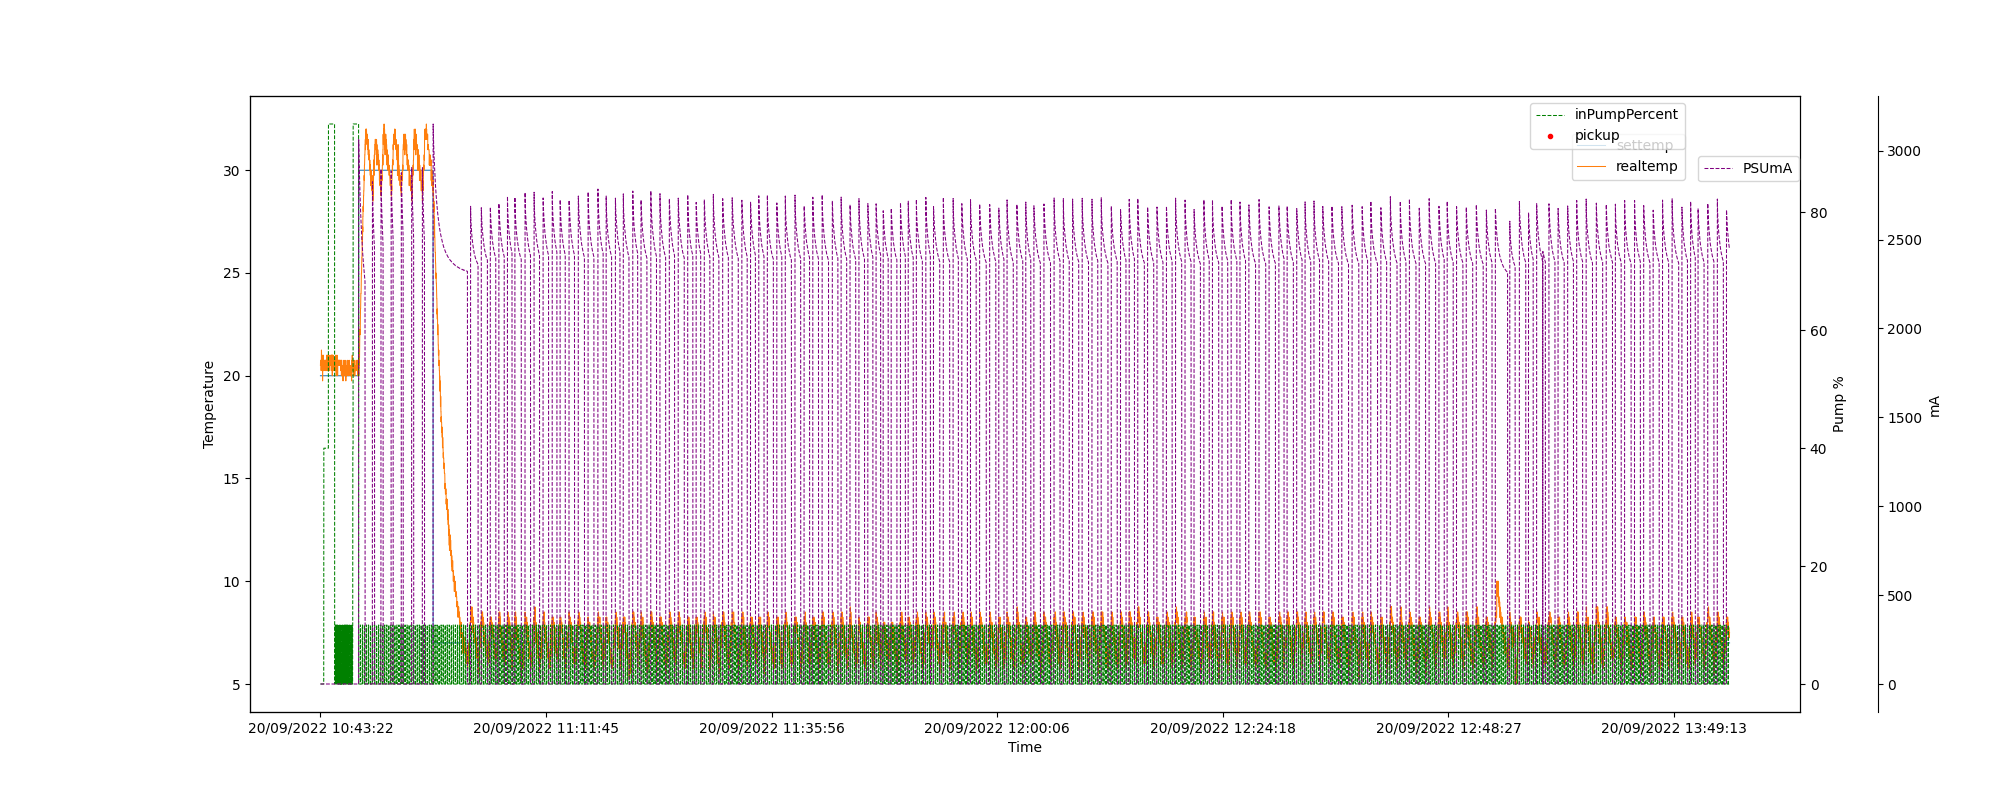 inPumpPercent
pickup
settemp
realtemp
PSUmA
30
25
20
15
10
5
Temperature
80
60
40
20
0
Pump %
3000
2500
2000
1500
1000
500
0
mA
20/09/2022 10:43:22
20/09/2022 11:11:45
20/09/2022 11:35:56
20/09/2022 12:00:06
20/09/2022 12:24:18
20/09/2022 12:48:27
20/09/2022 13:49:13
Time